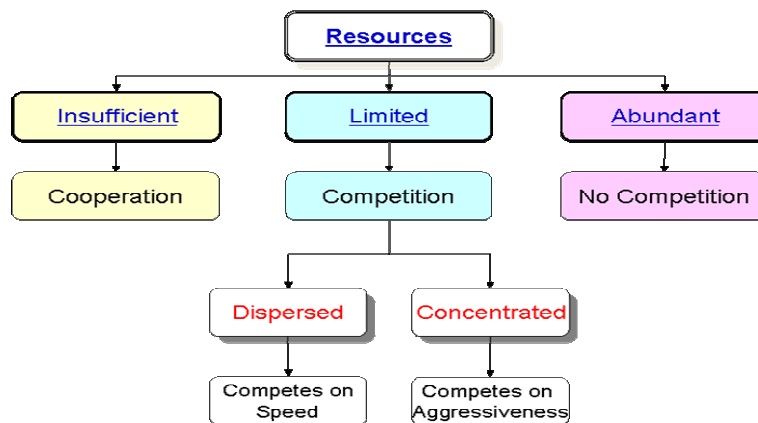 Resources
Insufficient
Limited
Abundant
Cooperation
Competition
No Competition
Dispersed
Concentrated
Competes on
Speed
Competes on
Aggressiveness